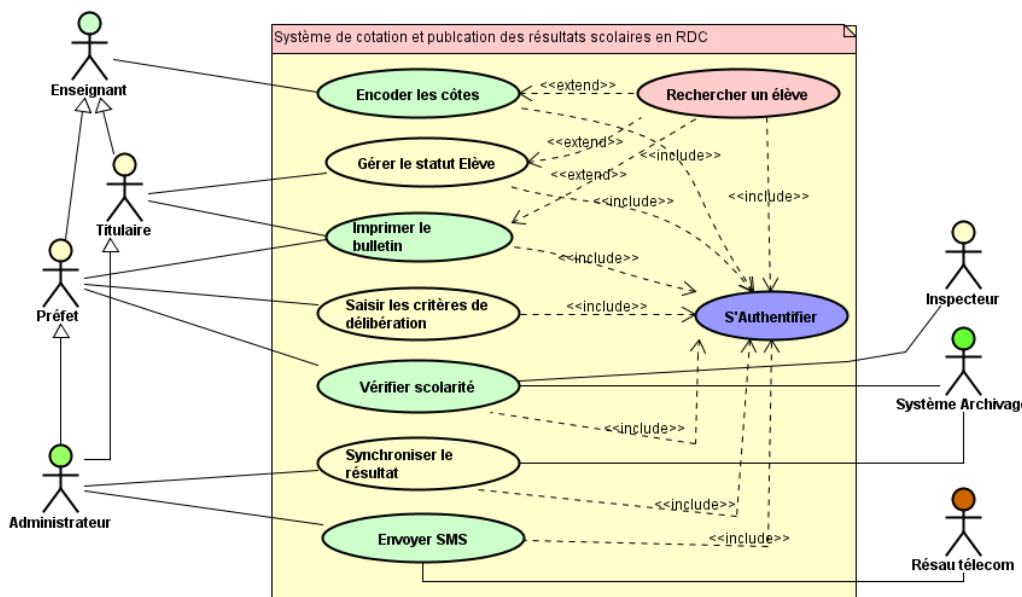 Système de cotation et publcation des résultats scolaires en RDC
Enseignant
Encoder les côtes
<<extend>>
Rechercher un élève
<<extend>>
<<include>>
Gérer le statut Elève
<<extend>>
<<include>>
<<include>>
Titulaire
Imprimer le
bulletin
<<include>>
Préfet
Saisir les critères de
délibération
<<include>>
S'Authentifier
Inspecteur
Vérifier scolarité
<<include>>
Système Archivage
Synchroniser le
résultat
<<include>>
Administrateur
Envoyer SMS
<<include>>
Résau télecom